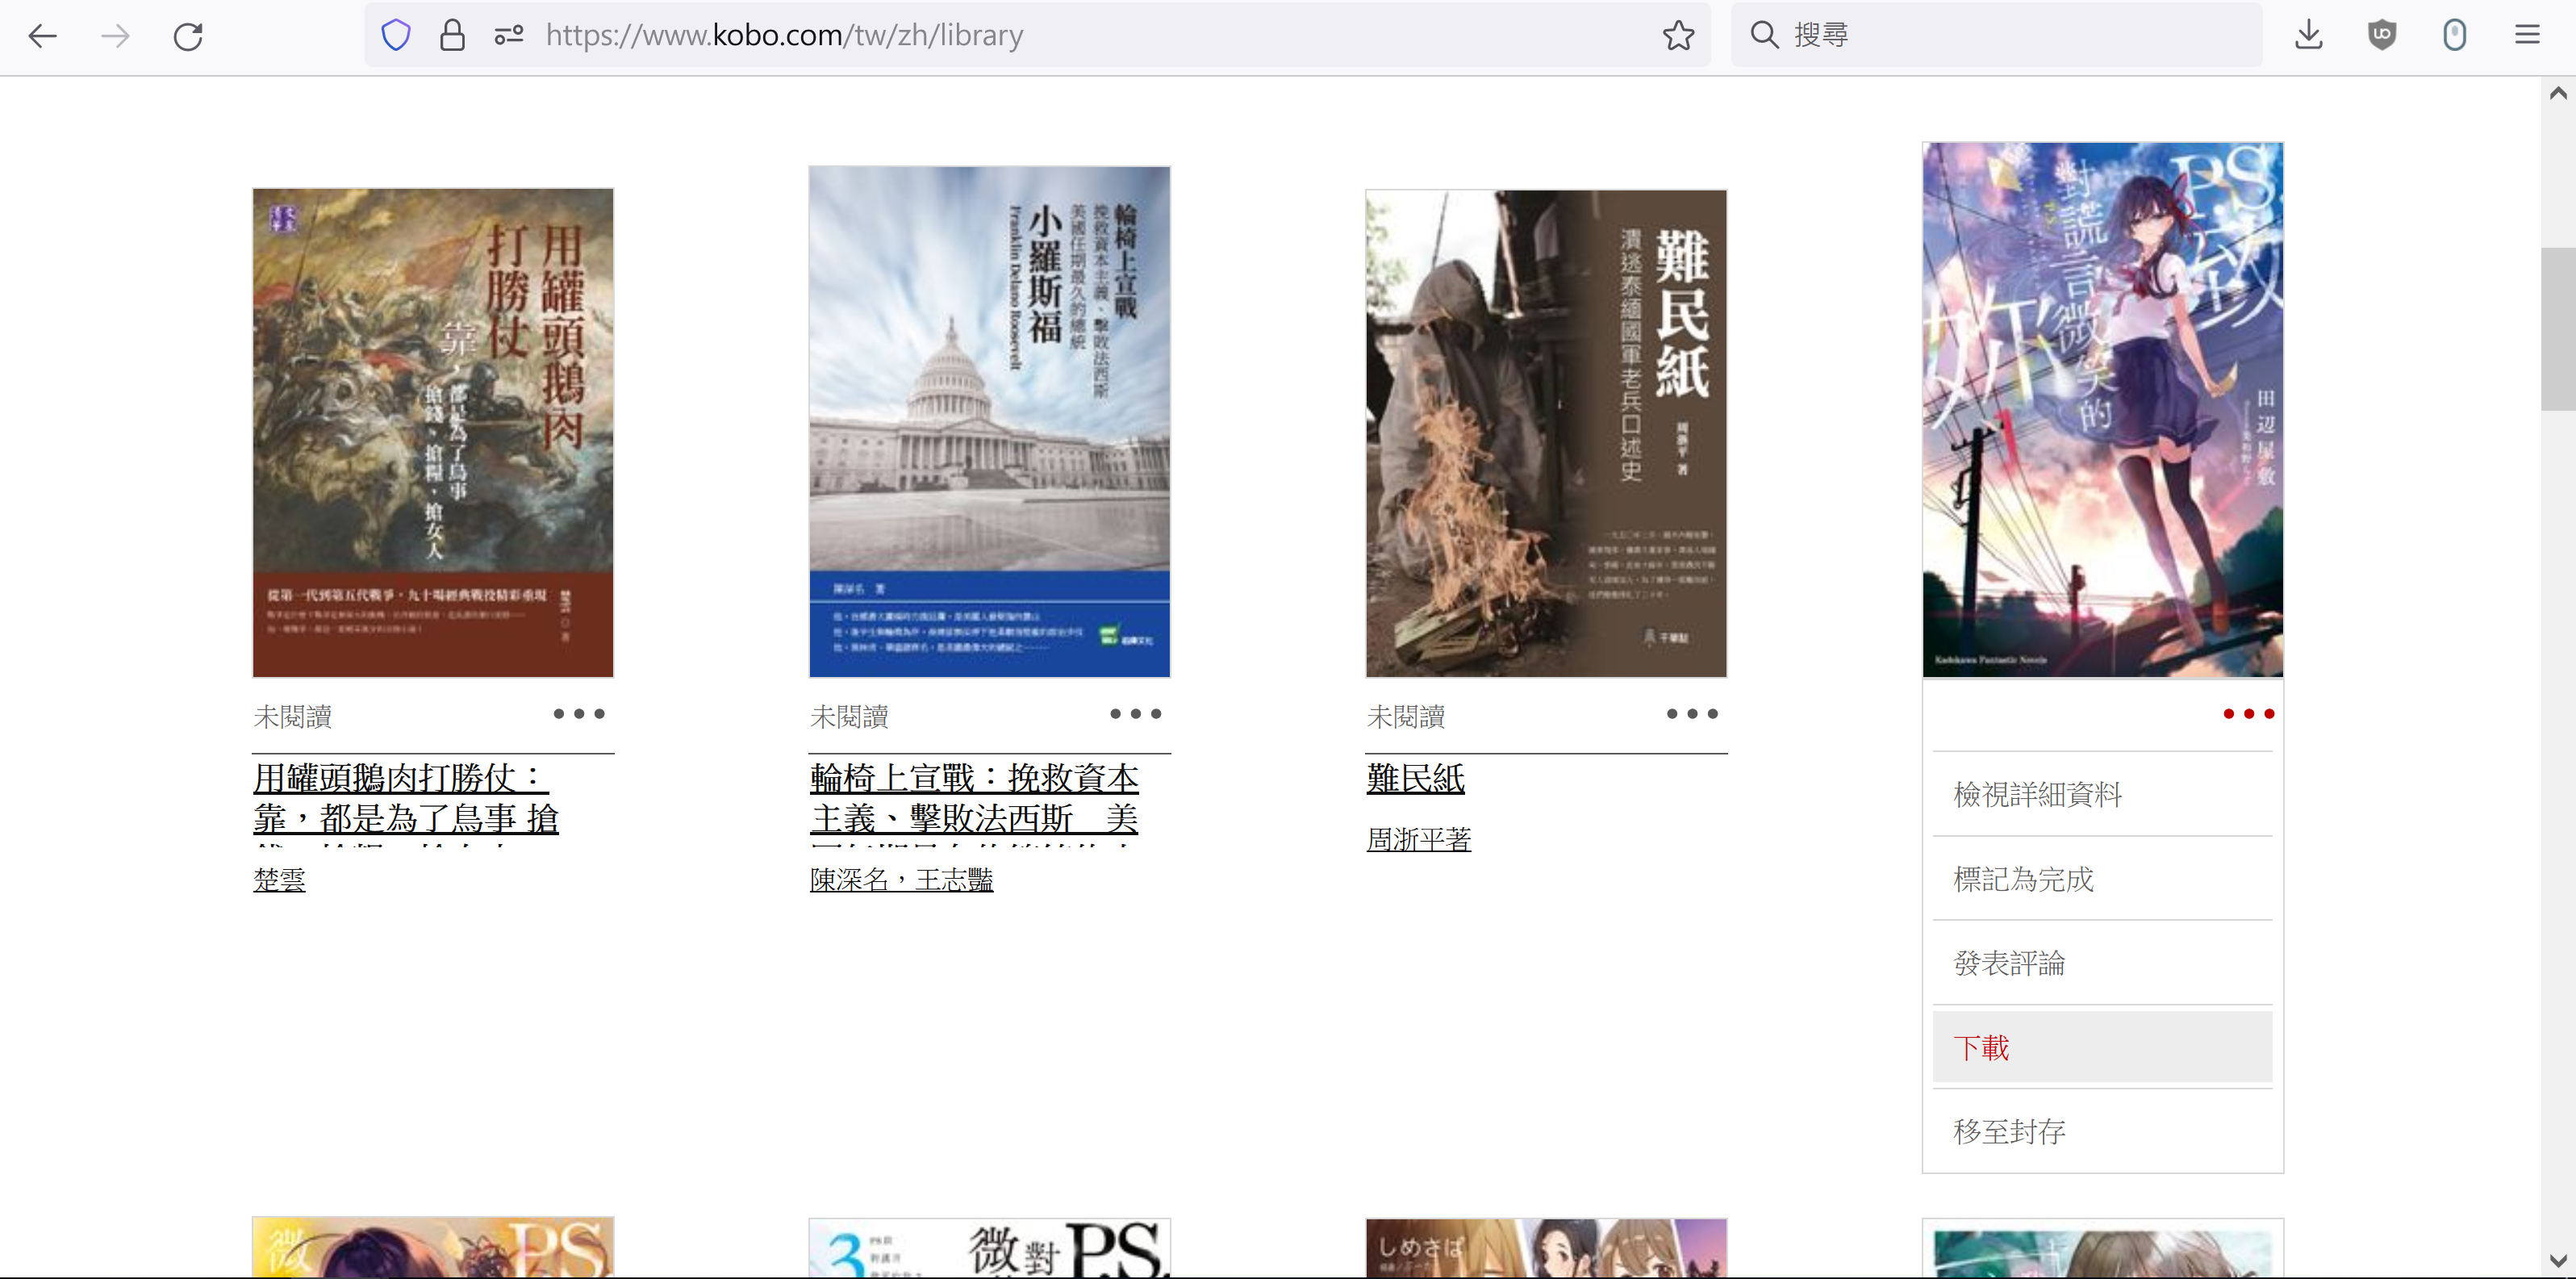 https://www.kobo.com/tw/zh/library
搜尋
用罐頭鵝肉
打勝仗
靠，
都是為了鳥事
搶錢、搶糧，搶女人
從第一代到第五代戰爭，九十場經典戰役精彩重現
楚雲◎著
輪椅上宣戰
挽救資本主義、擊敗法西斯
美國任期最久的總統
小羅斯福
Franklin Delano Roosevelt
陳深名 著
難民紙
潰逃泰緬國軍老兵口述史
周浙平 著
P.S.致
對謊言微笑的
妳
田辺屋敷
Kadokawa Fantastic Novels
未閱讀
未閱讀
未閱讀
用罐頭鵝肉打勝仗：
靠，都是為了鳥事 搶
楚雲
輪椅上宣戰：挽救資本
主義、擊敗法西斯　美
陳深名，王志豔
難民紙
周浙平著
檢視詳細資料
標記為完成
發表評論
下載
移至封存
微
P.S.
3
微
對
P.S.
しめさば